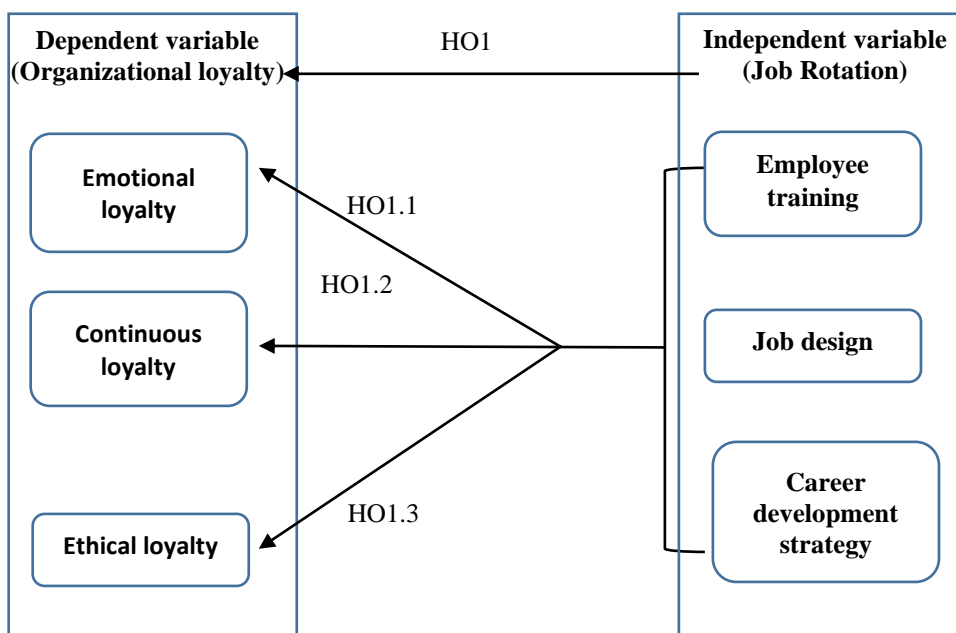 Dependent variable
(Organizational loyalty)
HO1
Independent variable
(Job Rotation)
Emotional
loyalty
HO1.1
Employee
training
HO1.2
Continuous
loyalty
Job design
HO1.3
Ethical loyalty
Career
development
strategy